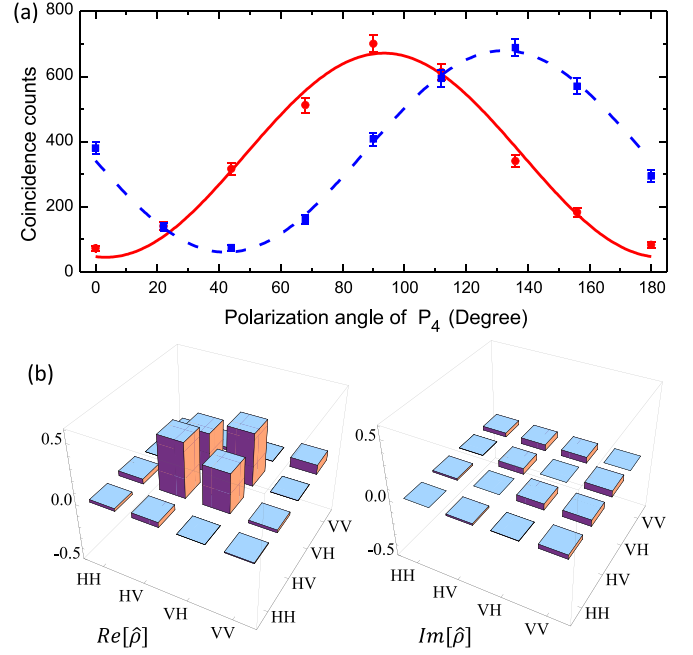 (a)
800
600
400
200
0
Coincidence counts
0 20 40 60 80 100 120 140 160 180
Polarization angle of P4 (Degree)
(b)
0.5
0.0
-0.5
HH
HV
VH
VV
HH
HV
VH
VV
Re[ρ̂]
0.5
0.0
-0.5
HH
HV
VH
VV
HH
HV
VH
VV
Im[ρ̂]